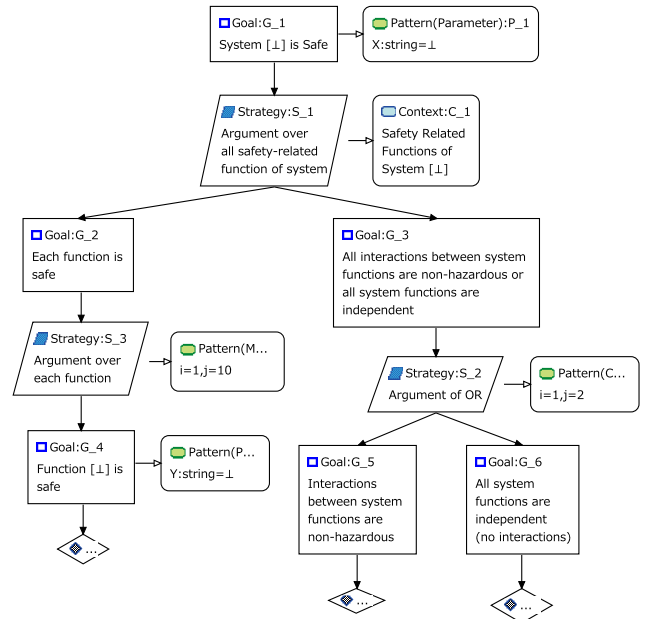 Goal:G_1
System [⊥] is Safe
Pattern(Parameter):P_1
X:string=⊥
Strategy:S_1
Argument over
all safety-related
function of system
Context:C_1
Safety Related
Functions of
System [⊥]
Goal:G_2
Each function is
safe
Goal:G_3
All interactions between system
functions are non-hazardous or
all system functions are
independent
Strategy:S_3
Argument over
each function
Pattern(M...
i=1,j=10
Strategy:S_2
Argument of OR
Pattern(C...
i=1,j=2
Goal:G_4
Function [⊥] is
safe
Pattern(P...
Y:string=⊥
Goal:G_5
Interactions
between system
functions are
non-hazardous
Goal:G_6
All system
functions are
independent
(no interactions)
...
...
...